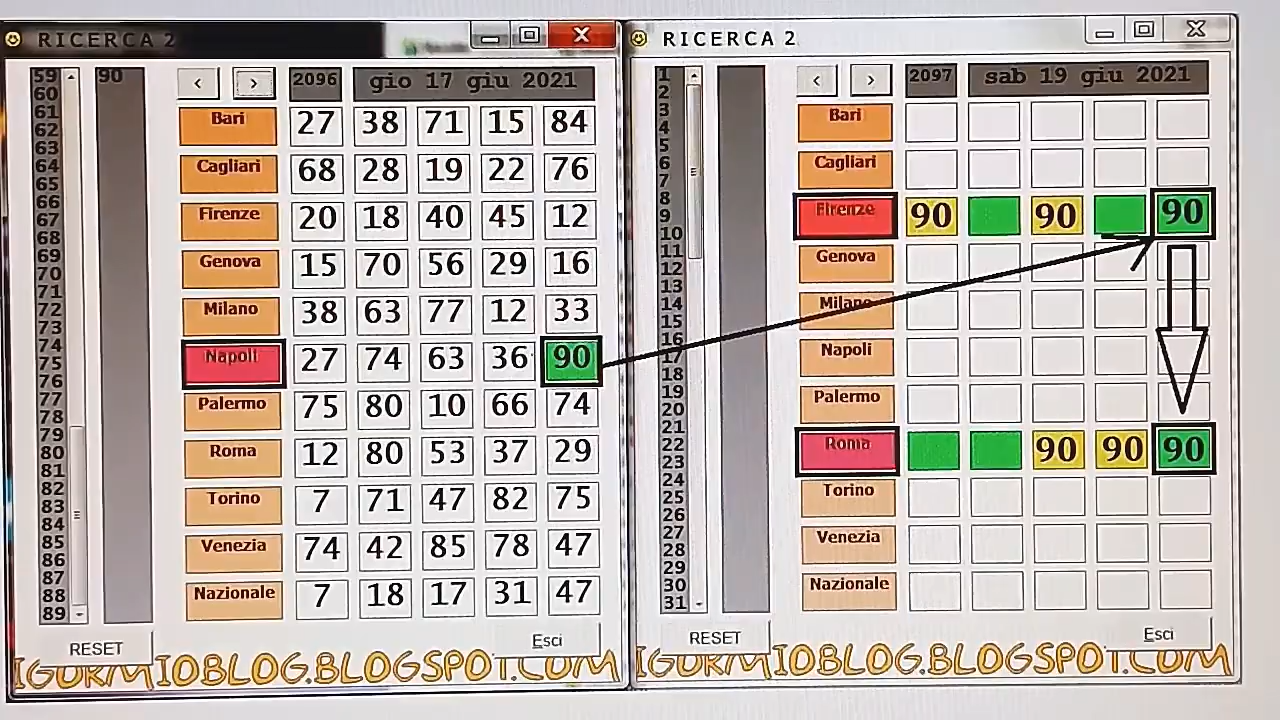 RICERCA 2
59 90 < > 2096 gio 17 giu 2021
60
61
62
63
64
65
66
67
68
69
70
71
72
73
74
75
76
77
78
79
80
81
82
83
84
85
86
87
88
89
Bari 27 38 71 15 84
Cagliari 68 28 19 22 76
Firenze 20 18 40 45 12
Genova 15 70 56 29 16
Milano 38 63 77 12 33
Napoli 27 74 63 36 90
Palermo 75 80 10 66 74
Roma 12 80 53 37 29
Torino 7 71 47 82 75
Venezia 74 42 85 78 47
Nazionale 7 18 17 31 47
RESET Esci
IGORMIOBLOG.BLOGSPOT.COM
RICERCA 2
1 < > 2097 sab 19 giu 2021
2
3
4
5
6
7
8
9
10
11
12
13
14
15
16
17
18
19
20
21
22
23
24
25
26
27
28
29
30
31
Bari
Cagliari
Firenze 90 90 90
Genova
Milano
Napoli
Palermo
Roma 90 90 90
Torino
Venezia
Nazionale
RESET Esci
IGORMIOBLOG.BLOGSPOT.COM